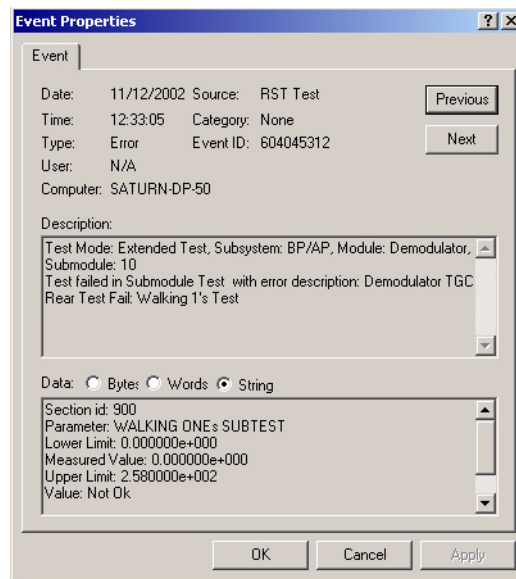 Event Properties
Event
Date: 11/12/2002 Source: RST Test
Time: 12:33:05 Category: None
Type: Error Event ID: 604045312
User: N/A
Computer: SATURN-DP-50
Previous
Next
Description:
Test Mode: Extended Test, Subsystem: BP/AP, Module: Demodulator,
Submodule: 10
Test failed in Submodule Test with error description: Demodulator TGC
Rear Test Fail: Walking 1's Test
Data: Bytes Words String
Section id: 900
Parameter: WALKING ONEs SUBTEST
Lower Limit: 0.000000e+000
Measured Value: 0.000000e+000
Upper Limit: 2.580000e+002
Value: Not Ok
OK Cancel Apply